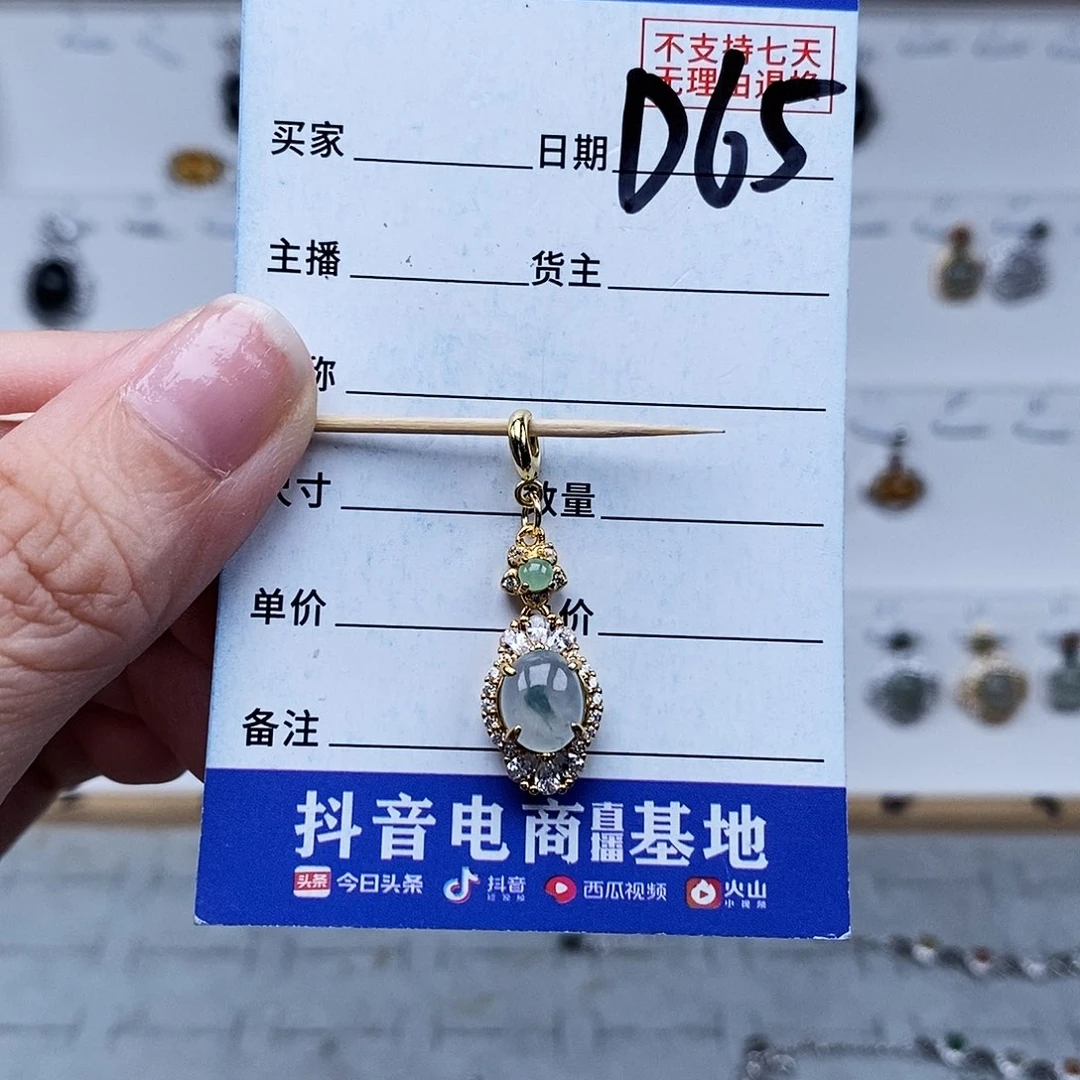 不支持七天
无理由退换
D65
买家 日期
主播 货主
称
尺寸 数量
单价 价
备注
抖音电商直播基地
头条 今日头条 抖音 西瓜视频 火山